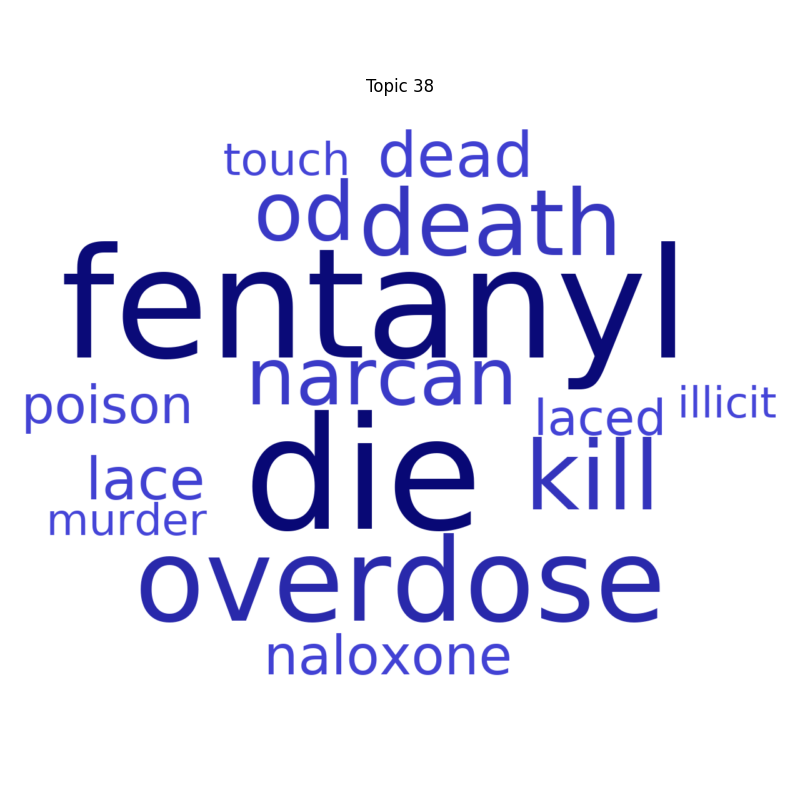 Topic 38
touch dead
od death
fentanyl
narcan
poison laced illicit
lace die kill
murder
overdose
naloxone